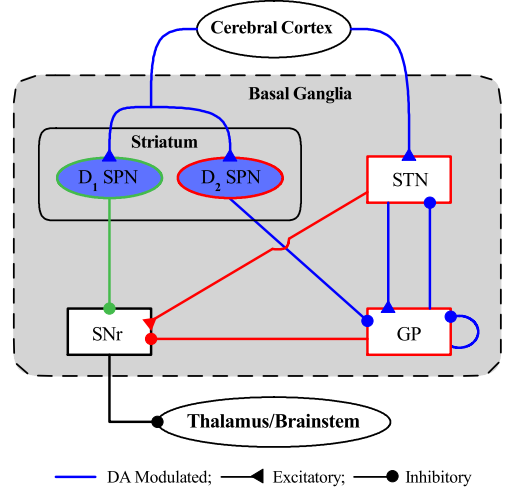 Cerebral Cortex
Basal Ganglia
Striatum
D1 SPN
D2 SPN
STN
SNr
GP
Thalamus/Brainstem
DA Modulated; Excitatory; Inhibitory